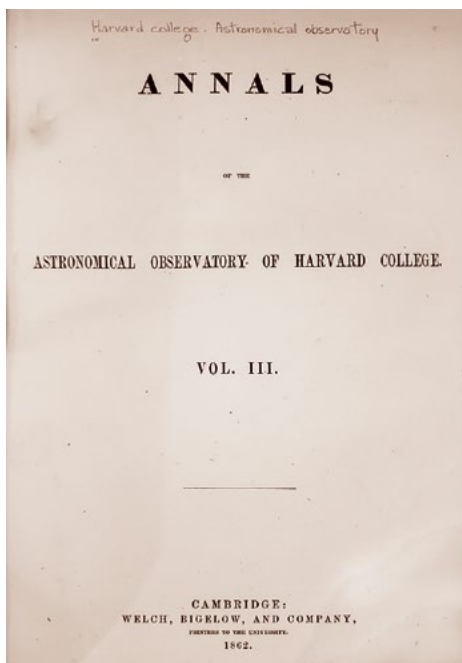 Harvard college. Astronomical observatory
ANNALS
OF THE
ASTRONOMICAL OBSERVATORY OF HARVARD COLLEGE.
VOL. III.
CAMBRIDGE:
WELCH, BIGELOW, AND COMPANY,
PRINTERS TO THE UNIVERSITY.
1862.